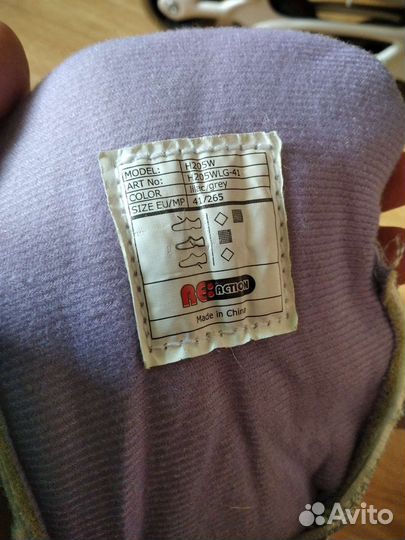 MODEL: H205W
ART No: H205WLG-41
COLOR lilac/grey
SIZE EU/MP 41/265
RE:ACTION
Made in China
Avito